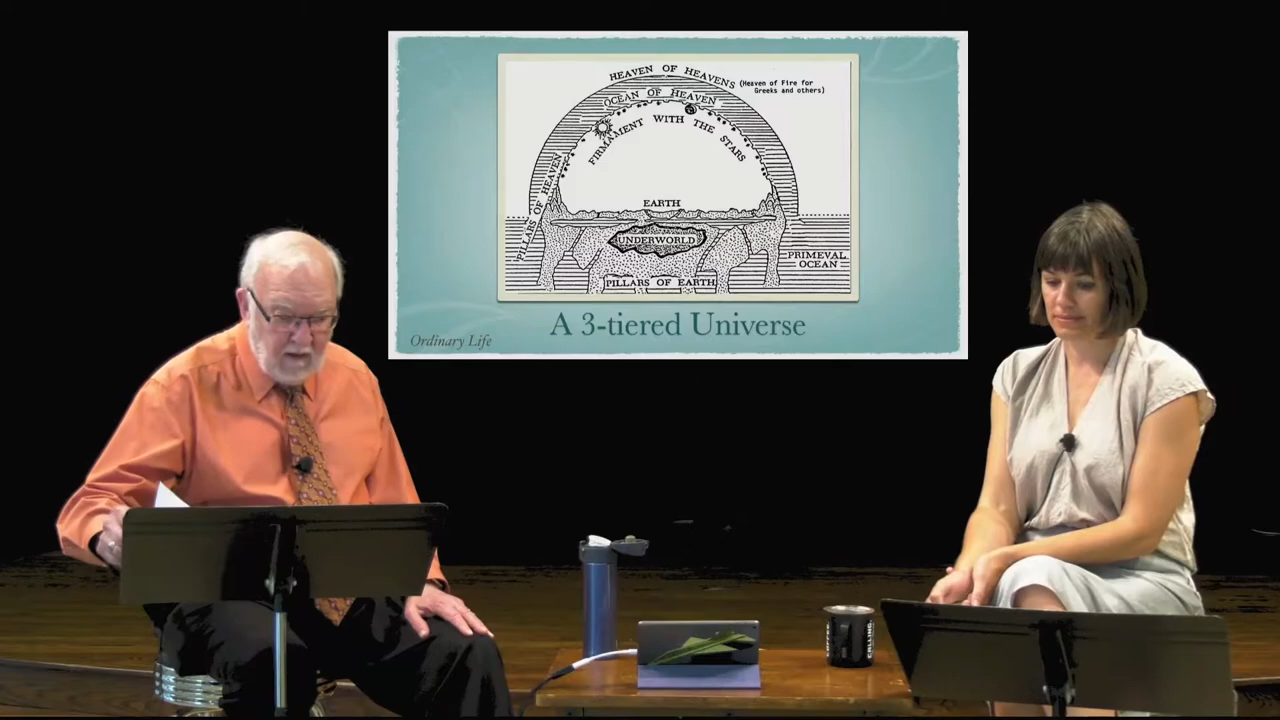 HEAVEN OF HEAVENS
(Heaven of Fire for
Greeks and others)
OCEAN OF HEAVEN
FIRMAMENT WITH THE STARS
PILLARS OF HEAVEN
EARTH
UNDERWORLD
PRIMEVAL
OCEAN
PILLARS OF EARTH
A 3-tiered Universe
Ordinary Life
CALLING